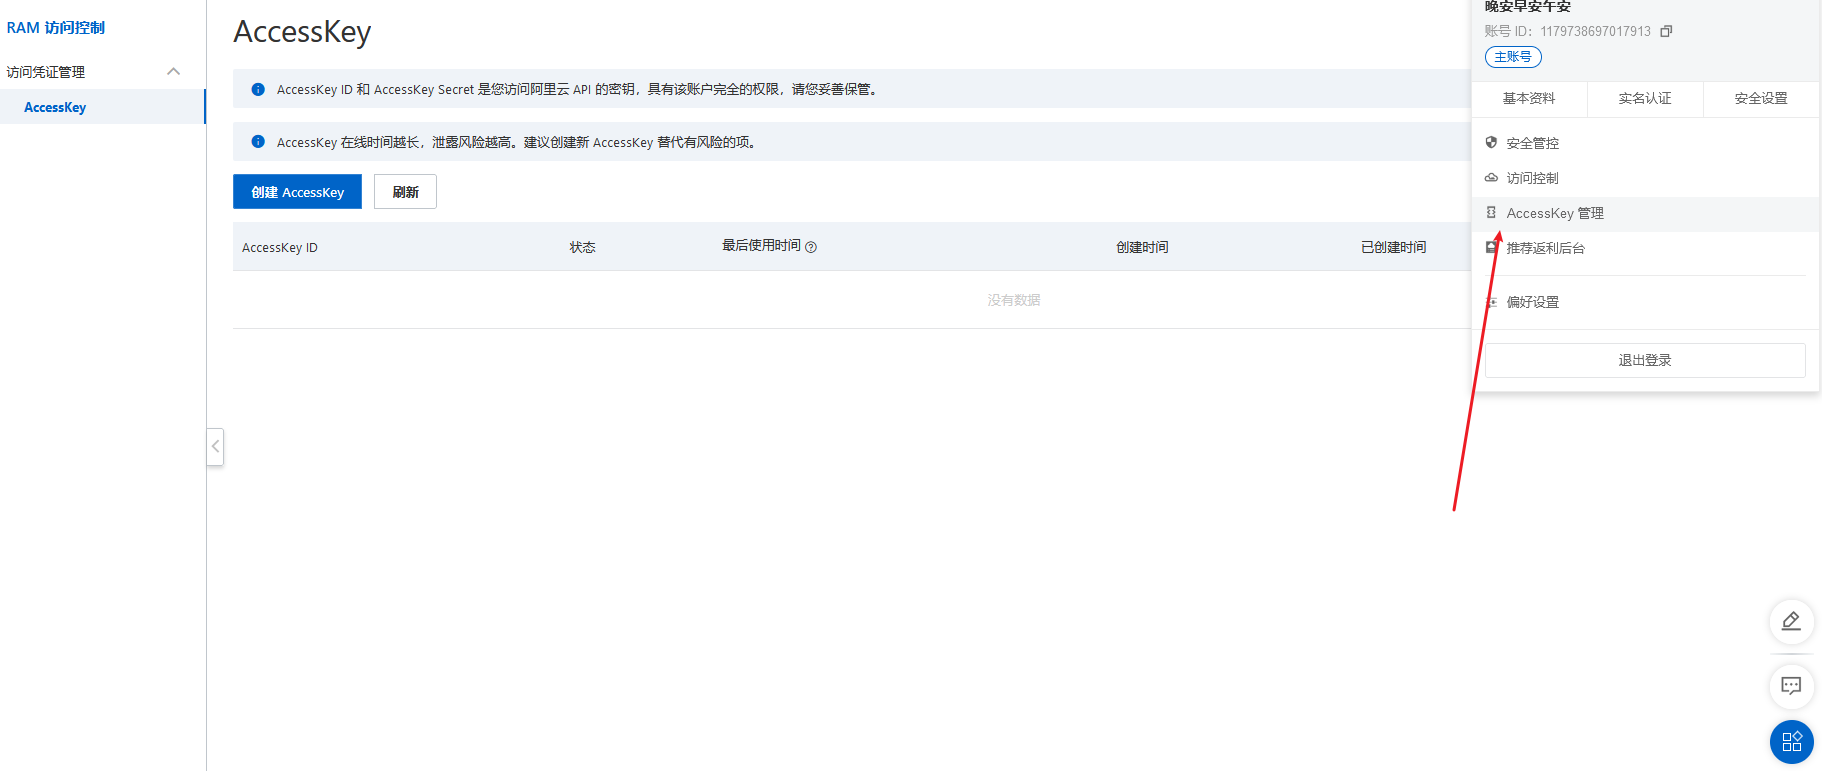 RAM 访问控制
访问凭证管理
AccessKey
AccessKey
AccessKey ID 和 AccessKey Secret 是您访问阿里云 API 的密钥，具有该账户完全的权限，请您妥善保管。
AccessKey 在线时间越长，泄露风险越高。建议创建新 AccessKey 替代有风险的项。
创建 AccessKey
刷新
AccessKey ID
状态
最后使用时间
创建时间
已创建时间
没有数据
晚安早安午安
账号 ID： 1179738697017913
主账号
基本资料
实名认证
安全设置
安全管控
访问控制
AccessKey 管理
推荐返利后台
偏好设置
退出登录